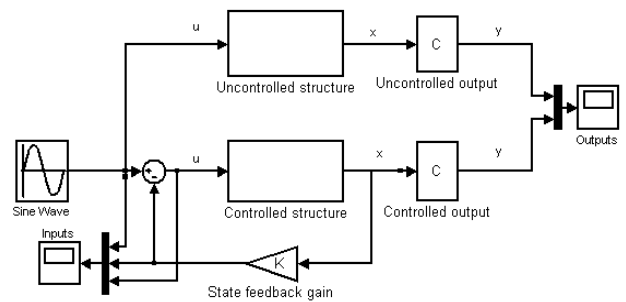 u
x
C
y
Uncontrolled structure
Uncontrolled output
Outputs
+
-
u
x
C
y
Sine Wave
Controlled structure
Controlled output
Inputs
K
State feedback gain